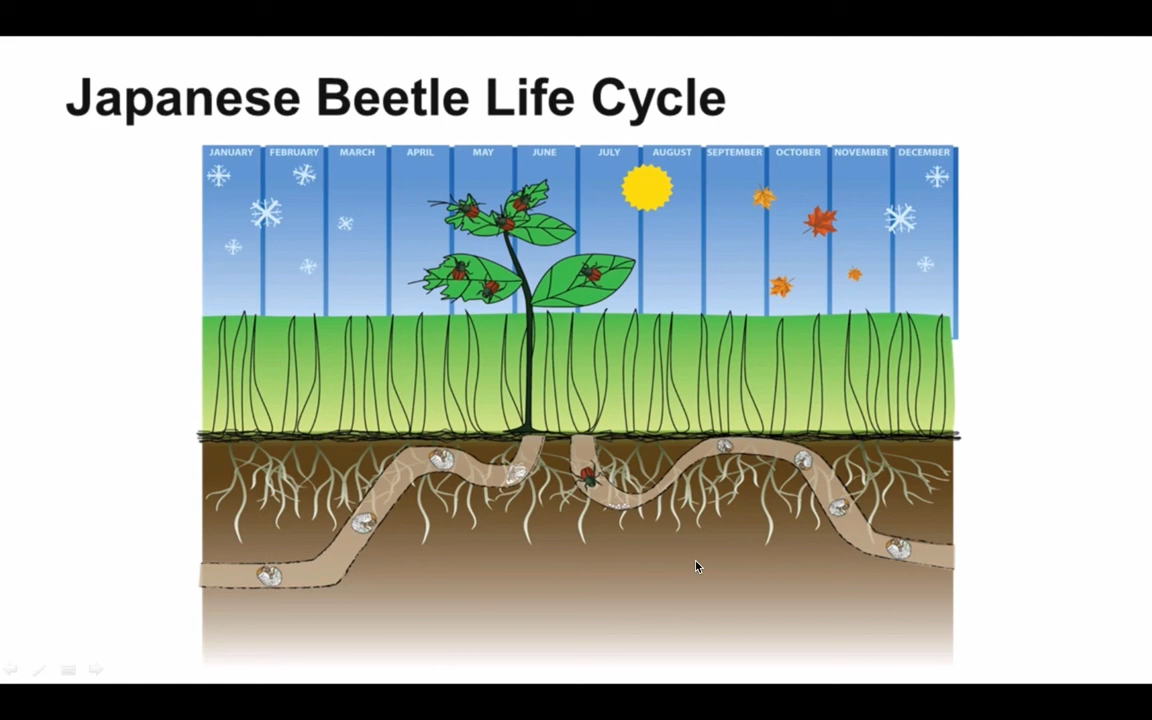 Japanese Beetle Life Cycle
JANUARY FEBRUARY MARCH APRIL MAY JUNE JULY AUGUST SEPTEMBER OCTOBER NOVEMBER DECEMBER